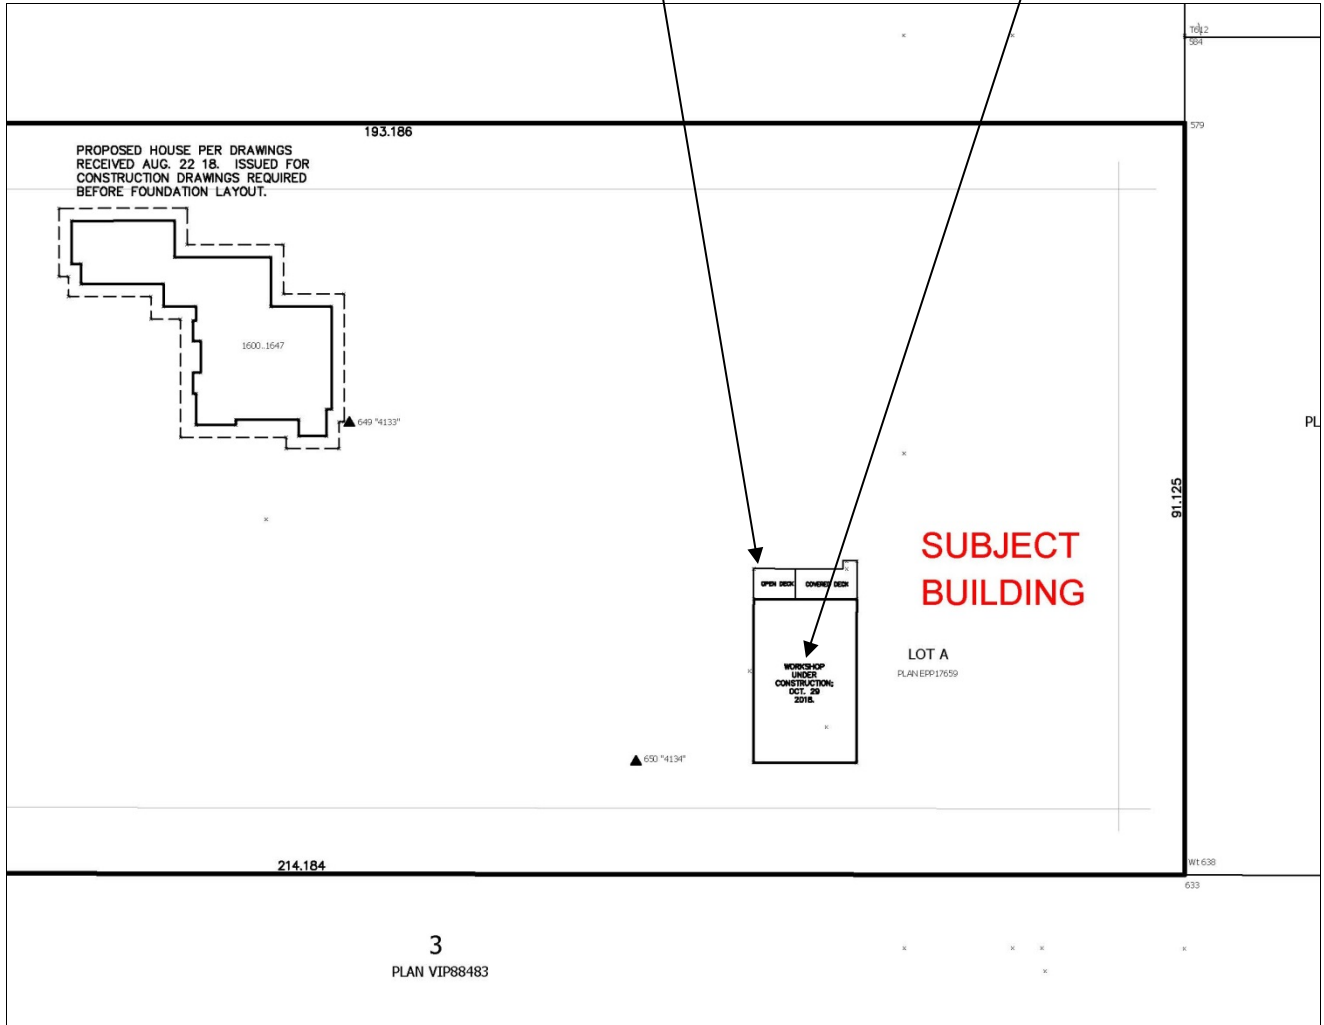 T612
584
579
193.186
PROPOSED HOUSE PER DRAWINGS
RECEIVED AUG. 22 18. ISSUED FOR
CONSTRUCTION DRAWINGS REQUIRED
BEFORE FOUNDATION LAYOUT.
1600..1647
649 "4133"
PL
91.125
SUBJECT
BUILDING
OPEN DECK
COVERED DECK
LOT A
PLAN EPP17659
WORKSHOP
UNDER
CONSTRUCTION;
OCT. 29
2018.
650 "4134"
214.184
Wt 638
633
3
PLAN VIP88483